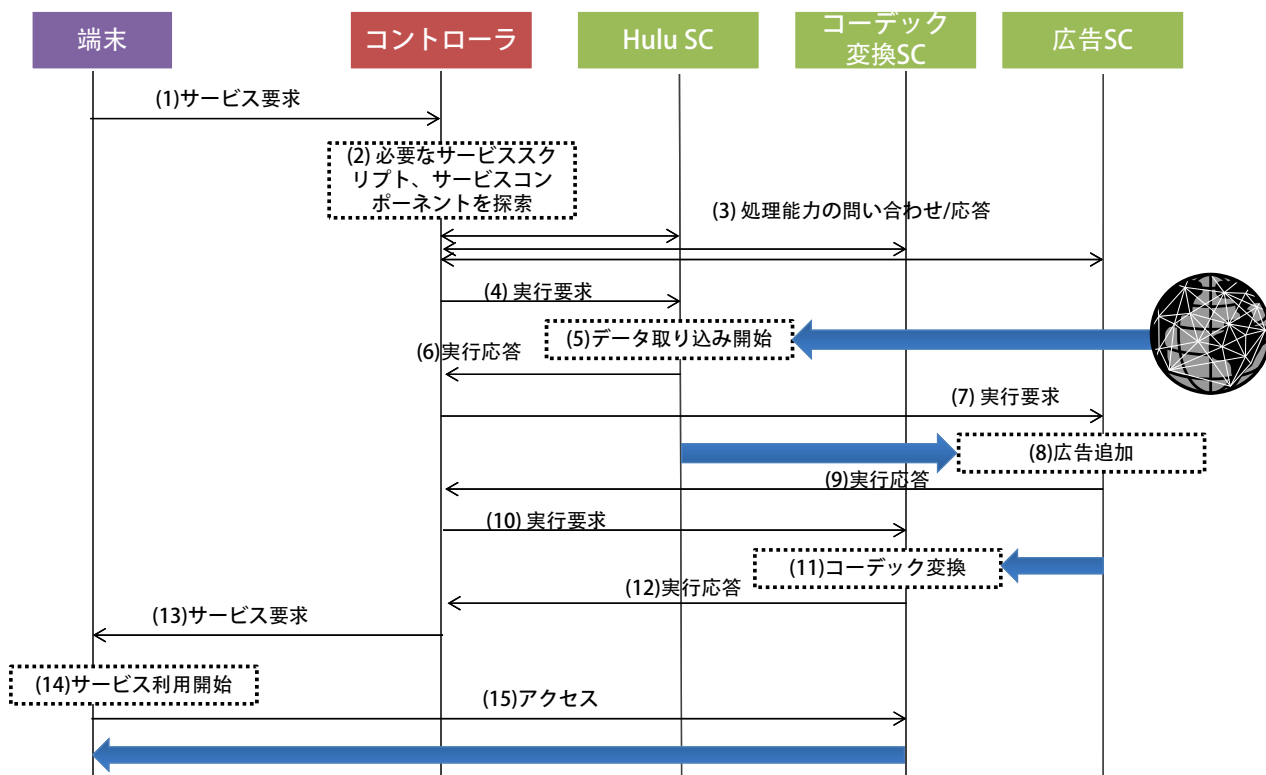 端末
コントローラ
Hulu SC
コーデック
変換SC
広告SC
(1)サービス要求
(2) 必要なサービススク
リプト、サービスコン
ポーネントを探索
(3) 処理能力の問い合わせ/応答
(4) 実行要求
(5)データ取り込み開始
(6)実行応答
(7) 実行要求
(8)広告追加
(9)実行応答
(10) 実行要求
(11)コーデック変換
(12)実行応答
(13)サービス要求
(14)サービス利用開始
(15)アクセス